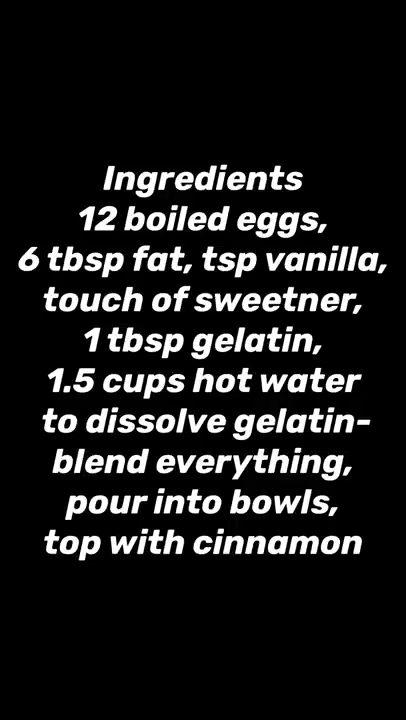 Ingredients
12 boiled eggs,
6 tbsp fat, tsp vanilla,
touch of sweetner,
1 tbsp gelatin,
1.5 cups hot water
to dissolve gelatin-
blend everything,
pour into bowls,
top with cinnamon